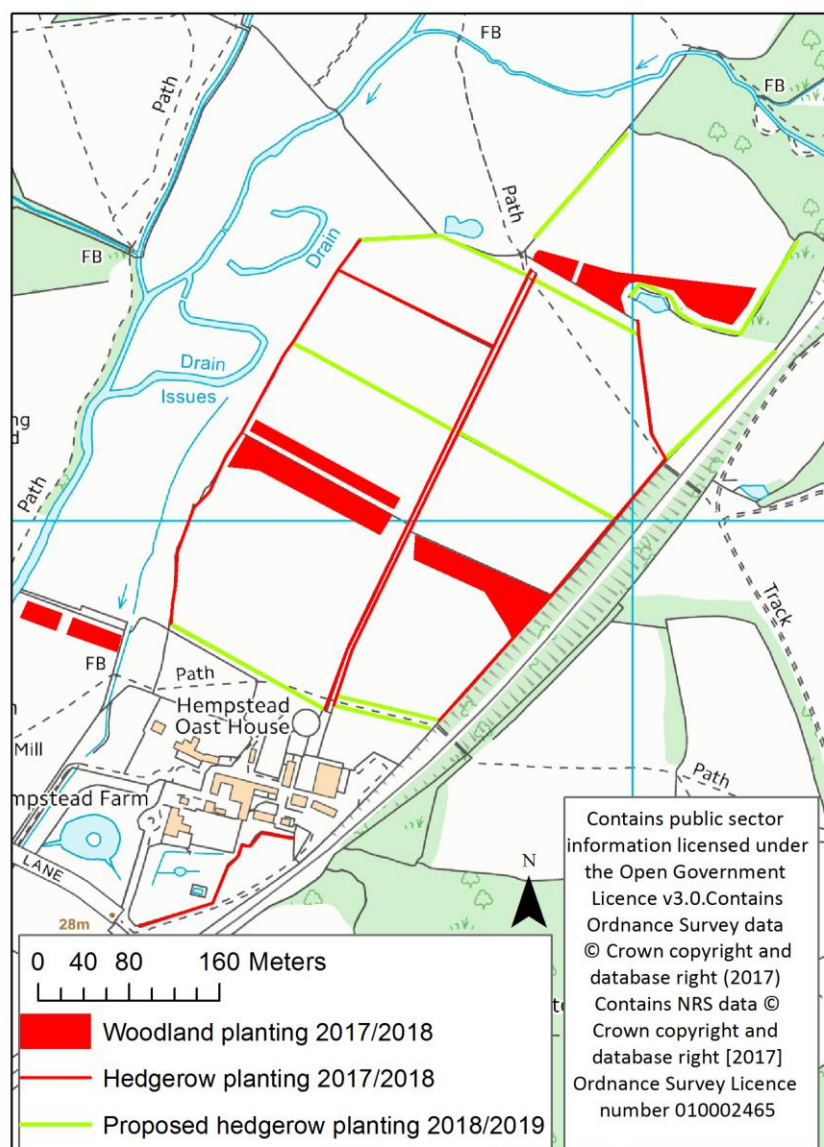 FB
Path
FB
FB
Path
Drain
FB
Drain
Issues
ng
d
Path
Track
FB
Path
Hempstead
Oast House
Mill
mpstead Farm
Path
LANE
28m
N
Contains public sector
information licensed under
the Open Government
Licence v3.0.Contains
Ordnance Survey data
© Crown copyright and
database right (2017)
Contains NRS data ©
Crown copyright and
database right [2017]
Ordnance Survey Licence
number 010002465
0 40 80 160 Meters
Woodland planting 2017/2018
Hedgerow planting 2017/2018
Proposed hedgerow planting 2018/2019